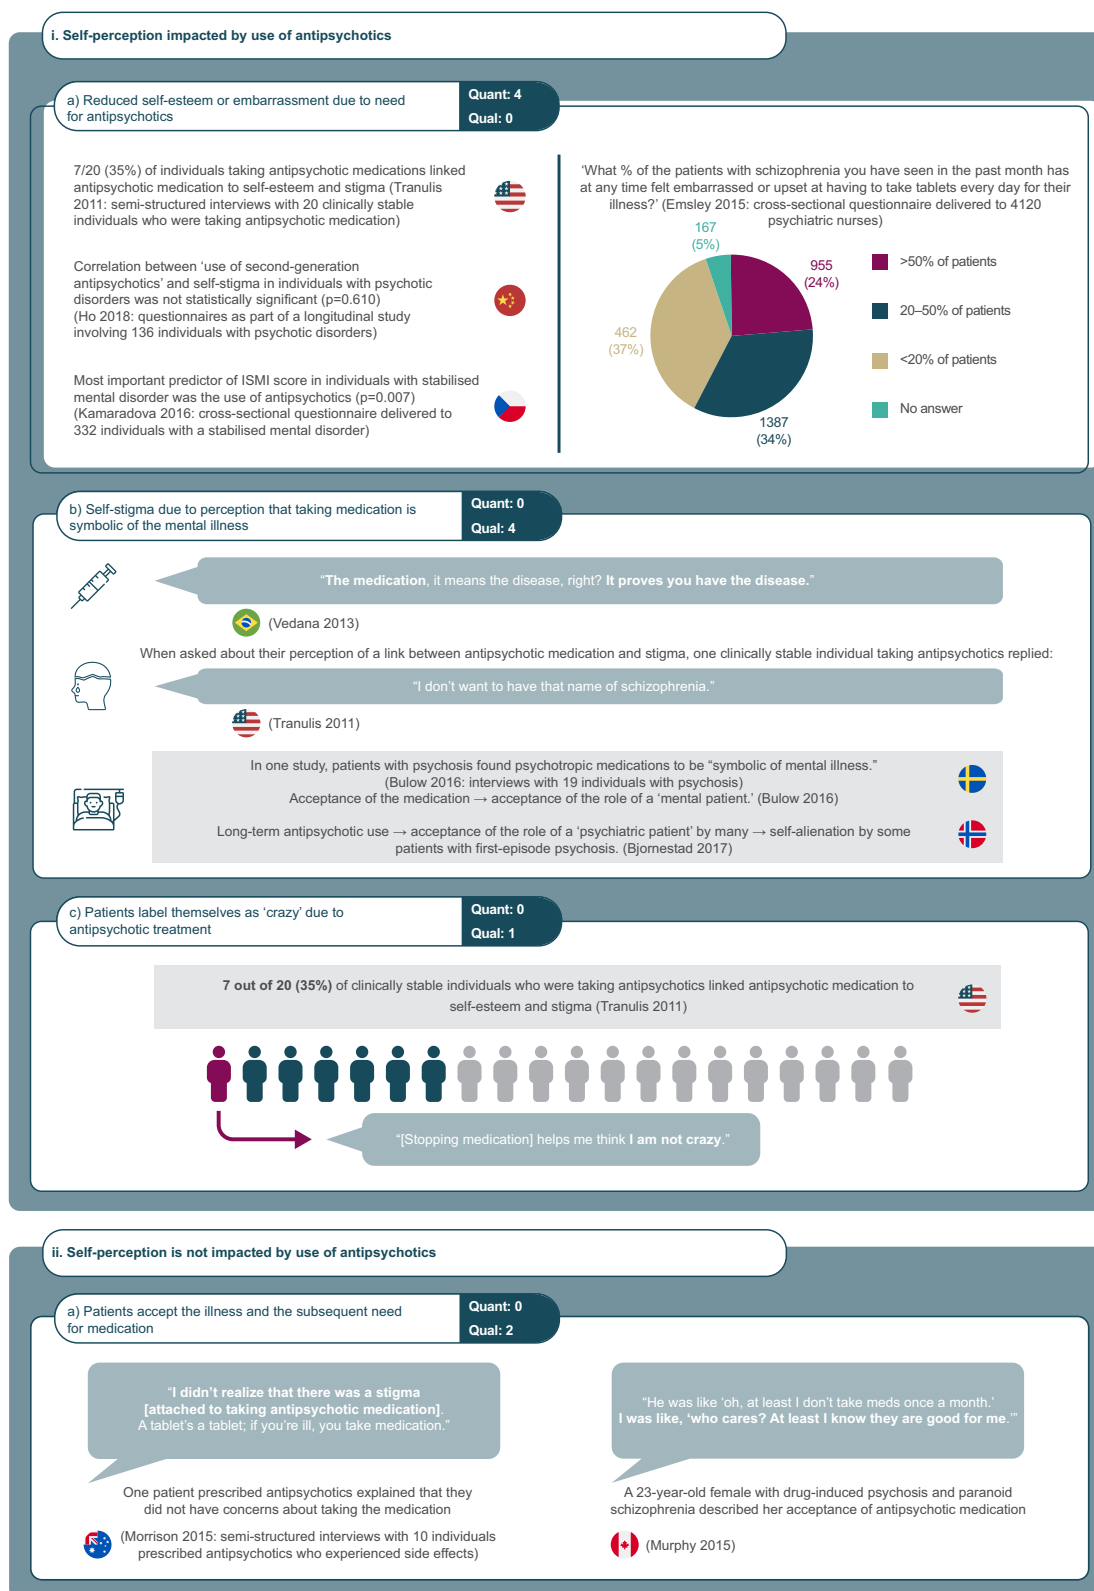 i. Self-perception impacted by use of antipsychotics
a) Reduced self-esteem or embarrassment due to need
for antipsychotics
Quant: 4
Qual: 0
7/20 (35%) of individuals taking antipsychotic medications linked
antipsychotic medication to self-esteem and stigma (Tranulis
2011: semi-structured interviews with 20 clinically stable
individuals who were taking antipsychotic medication)
Correlation between ‘use of second-generation
antipsychotics’ and self-stigma in individuals with psychotic
disorders was not statistically significant (p=0.610)
(Ho 2018: questionnaires as part of a longitudinal study
involving 136 individuals with psychotic disorders)
Most important predictor of ISMI score in individuals with stabilised
mental disorder was the use of antipsychotics (p=0.007)
(Kamaradova 2016: cross-sectional questionnaire delivered to
332 individuals with a stabilised mental disorder)
‘What % of the patients with schizophrenia you have seen in the past month has
at any time felt embarrassed or upset at having to take tablets every day for their
illness?’ (Emsley 2015: cross-sectional questionnaire delivered to 4120
psychiatric nurses)
167
(5%)
955
(24%)
462
(37%)
1387
(34%)
>50% of patients
20–50% of patients
<20% of patients
No answer
b) Self-stigma due to perception that taking medication is
symbolic of the mental illness
Quant: 0
Qual: 4
“The medication, it means the disease, right? It proves you have the disease.”
(Vedana 2013)
When asked about their perception of a link between antipsychotic medication and stigma, one clinically stable individual taking antipsychotics replied:
“I don’t want to have that name of schizophrenia.”
(Tranulis 2011)
In one study, patients with psychosis found psychotropic medications to be “symbolic of mental illness.”
(Bulow 2016: interviews with 19 individuals with psychosis)
Acceptance of the medication → acceptance of the role of a ‘mental patient.’ (Bulow 2016)
Long-term antipsychotic use → acceptance of the role of a ‘psychiatric patient’ by many → self-alienation by some
patients with first-episode psychosis. (Bjornestad 2017)
c) Patients label themselves as ‘crazy’ due to
antipsychotic treatment
Quant: 0
Qual: 1
7 out of 20 (35%) of clinically stable individuals who were taking antipsychotics linked antipsychotic medication to
self-esteem and stigma (Tranulis 2011)
“[Stopping medication] helps me think I am not crazy.”
ii. Self-perception is not impacted by use of antipsychotics
a) Patients accept the illness and the subsequent need
for medication
Quant: 0
Qual: 2
“I didn’t realize that there was a stigma
[attached to taking antipsychotic medication].
A tablet’s a tablet; if you’re ill, you take medication.”
One patient prescribed antipsychotics explained that they
did not have concerns about taking the medication
(Morrison 2015: semi-structured interviews with 10 individuals
prescribed antipsychotics who experienced side effects)
“He was like ‘oh, at least I don’t take meds once a month.’
I was like, ‘who cares? At least I know they are good for me.’”
A 23-year-old female with drug-induced psychosis and paranoid
schizophrenia described her acceptance of antipsychotic medication
(Murphy 2015)